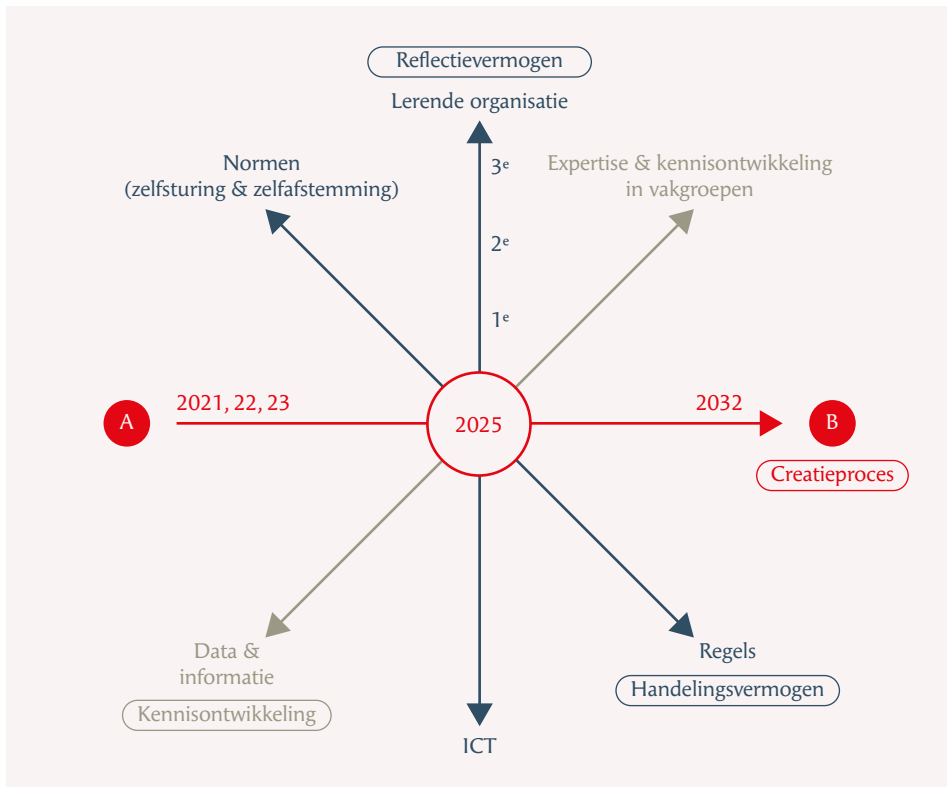 Reflectievermogen
Lerende organisatie
Normen
(zelfsturing & zelfafstemming)
3e
Expertise & kennisontwikkeling
in vakgroepen
2e
1e
A
2021, 22, 23
2025
2032
B
Creatieproces
Data &
informatie
Kennisontwikkeling
Regels
Handelingsvermogen
ICT